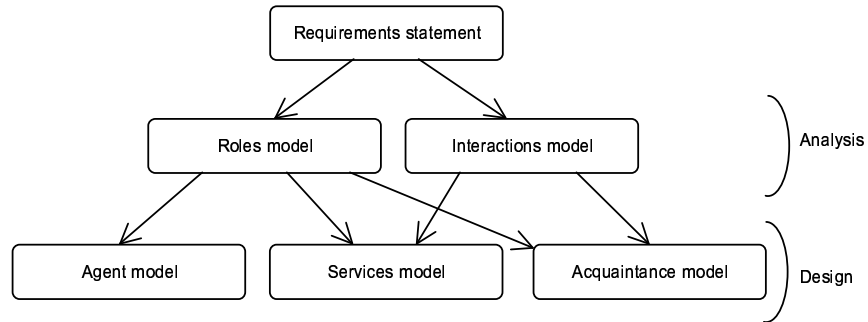 Requirements statement
Roles model
Interactions model
Analysis
Agent model
Services model
Acquaintance model
Design